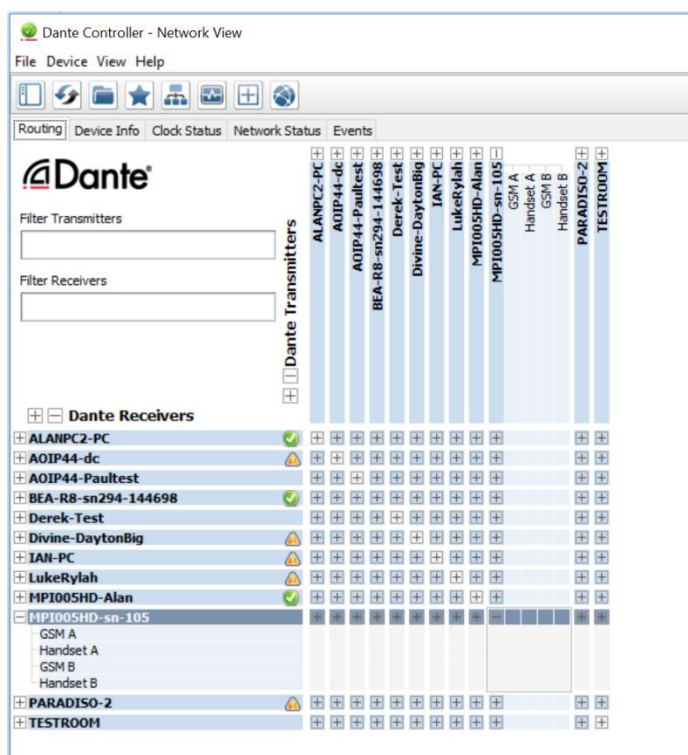 Dante Controller - Network View
File Device View Help
Routing Device Info Clock Status Network Status Events
Dante®
Filter Transmitters
Filter Receivers
Dante Transmitters
ALANPC2-PC
AOIP44-dc
AOIP44-Paultest
BEA-R8-sn294-144698
Derek-Test
Divine-DaytonBig
IAN-PC
LukeRylah
MPI005HD-Alan
MPI005HD-sn-105
GSM A
Handset A
GSM B
Handset B
PARADISO-2
TESTROOM
Dante Receivers
ALANPC2-PC
AOIP44-dc
AOIP44-Paultest
BEA-R8-sn294-144698
Derek-Test
Divine-DaytonBig
IAN-PC
LukeRylah
MPI005HD-Alan
MPI005HD-sn-105
GSM A
Handset A
GSM B
Handset B
PARADISO-2
TESTROOM